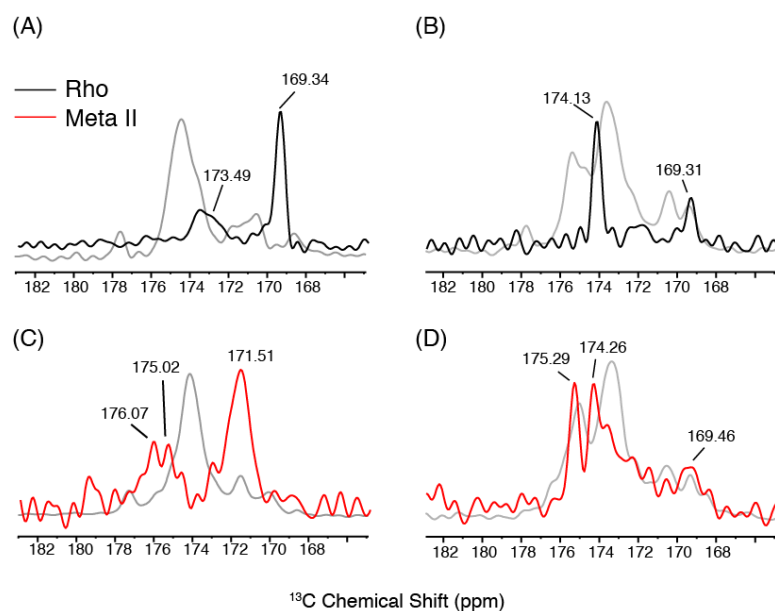 (A)
(B)
Rho
Meta II
169.34
173.49
174.13
169.31
182 180 178 176 174 172 170 168
182 180 178 176 174 172 170 168
(C)
(D)
176.07
175.02
171.51
175.29
174.26
169.46
182 180 178 176 174 172 170 168
182 180 178 176 174 172 170 168
¹³C Chemical Shift (ppm)